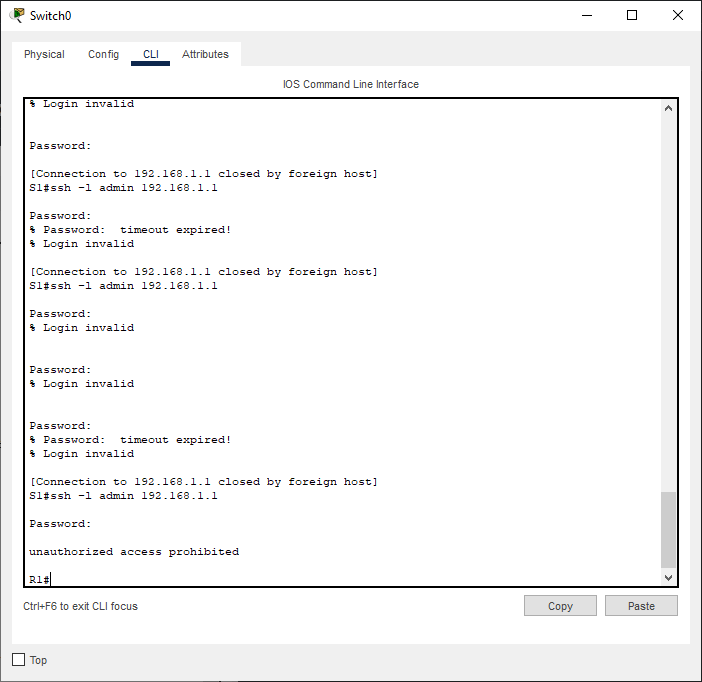 Switch0
Physical Config CLI Attributes
IOS Command Line Interface
% Login invalid
Password:
[Connection to 192.168.1.1 closed by foreign host]
S1#ssh -l admin 192.168.1.1
Password:
% Password:  timeout expired!
% Login invalid
[Connection to 192.168.1.1 closed by foreign host]
S1#ssh -l admin 192.168.1.1
Password:
% Login invalid
Password:
% Login invalid
Password:
% Password:  timeout expired!
% Login invalid
[Connection to 192.168.1.1 closed by foreign host]
S1#ssh -l admin 192.168.1.1
Password:
unauthorized access prohibited
R1#
Ctrl+F6 to exit CLI focus
Copy Paste
Top